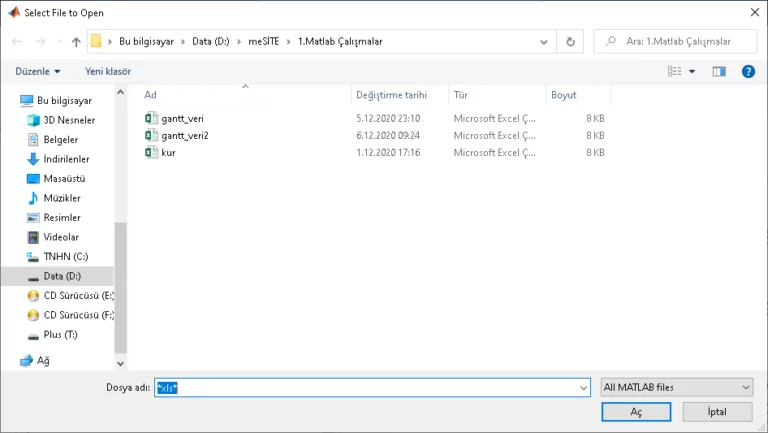 Select File to Open
Bu bilgisayar > Data (D:) > meSİTE > 1.Matlab Çalışmalar
Ara: 1.Matlab Çalışmalar
Düzenle Yeni klasör
Ad Değiştirme tarihi Tür Boyut
gantt_veri 5.12.2020 23:10 Microsoft Excel Ç... 8 KB
gantt_veri2 6.12.2020 09:24 Microsoft Excel Ç... 8 KB
kur 1.12.2020 17:16 Microsoft Excel Ç... 8 KB
Bu bilgisayar
3D Nesneler
Belgeler
İndirilenler
Masaüstü
Müzikler
Resimler
Videolar
TNHN (C:)
Data (D:)
CD Sürücüsü (E:)
CD Sürücüsü (F:)
Plus (T:)
Ağ
Dosya adı: *xls*
All MATLAB files
Aç İptal